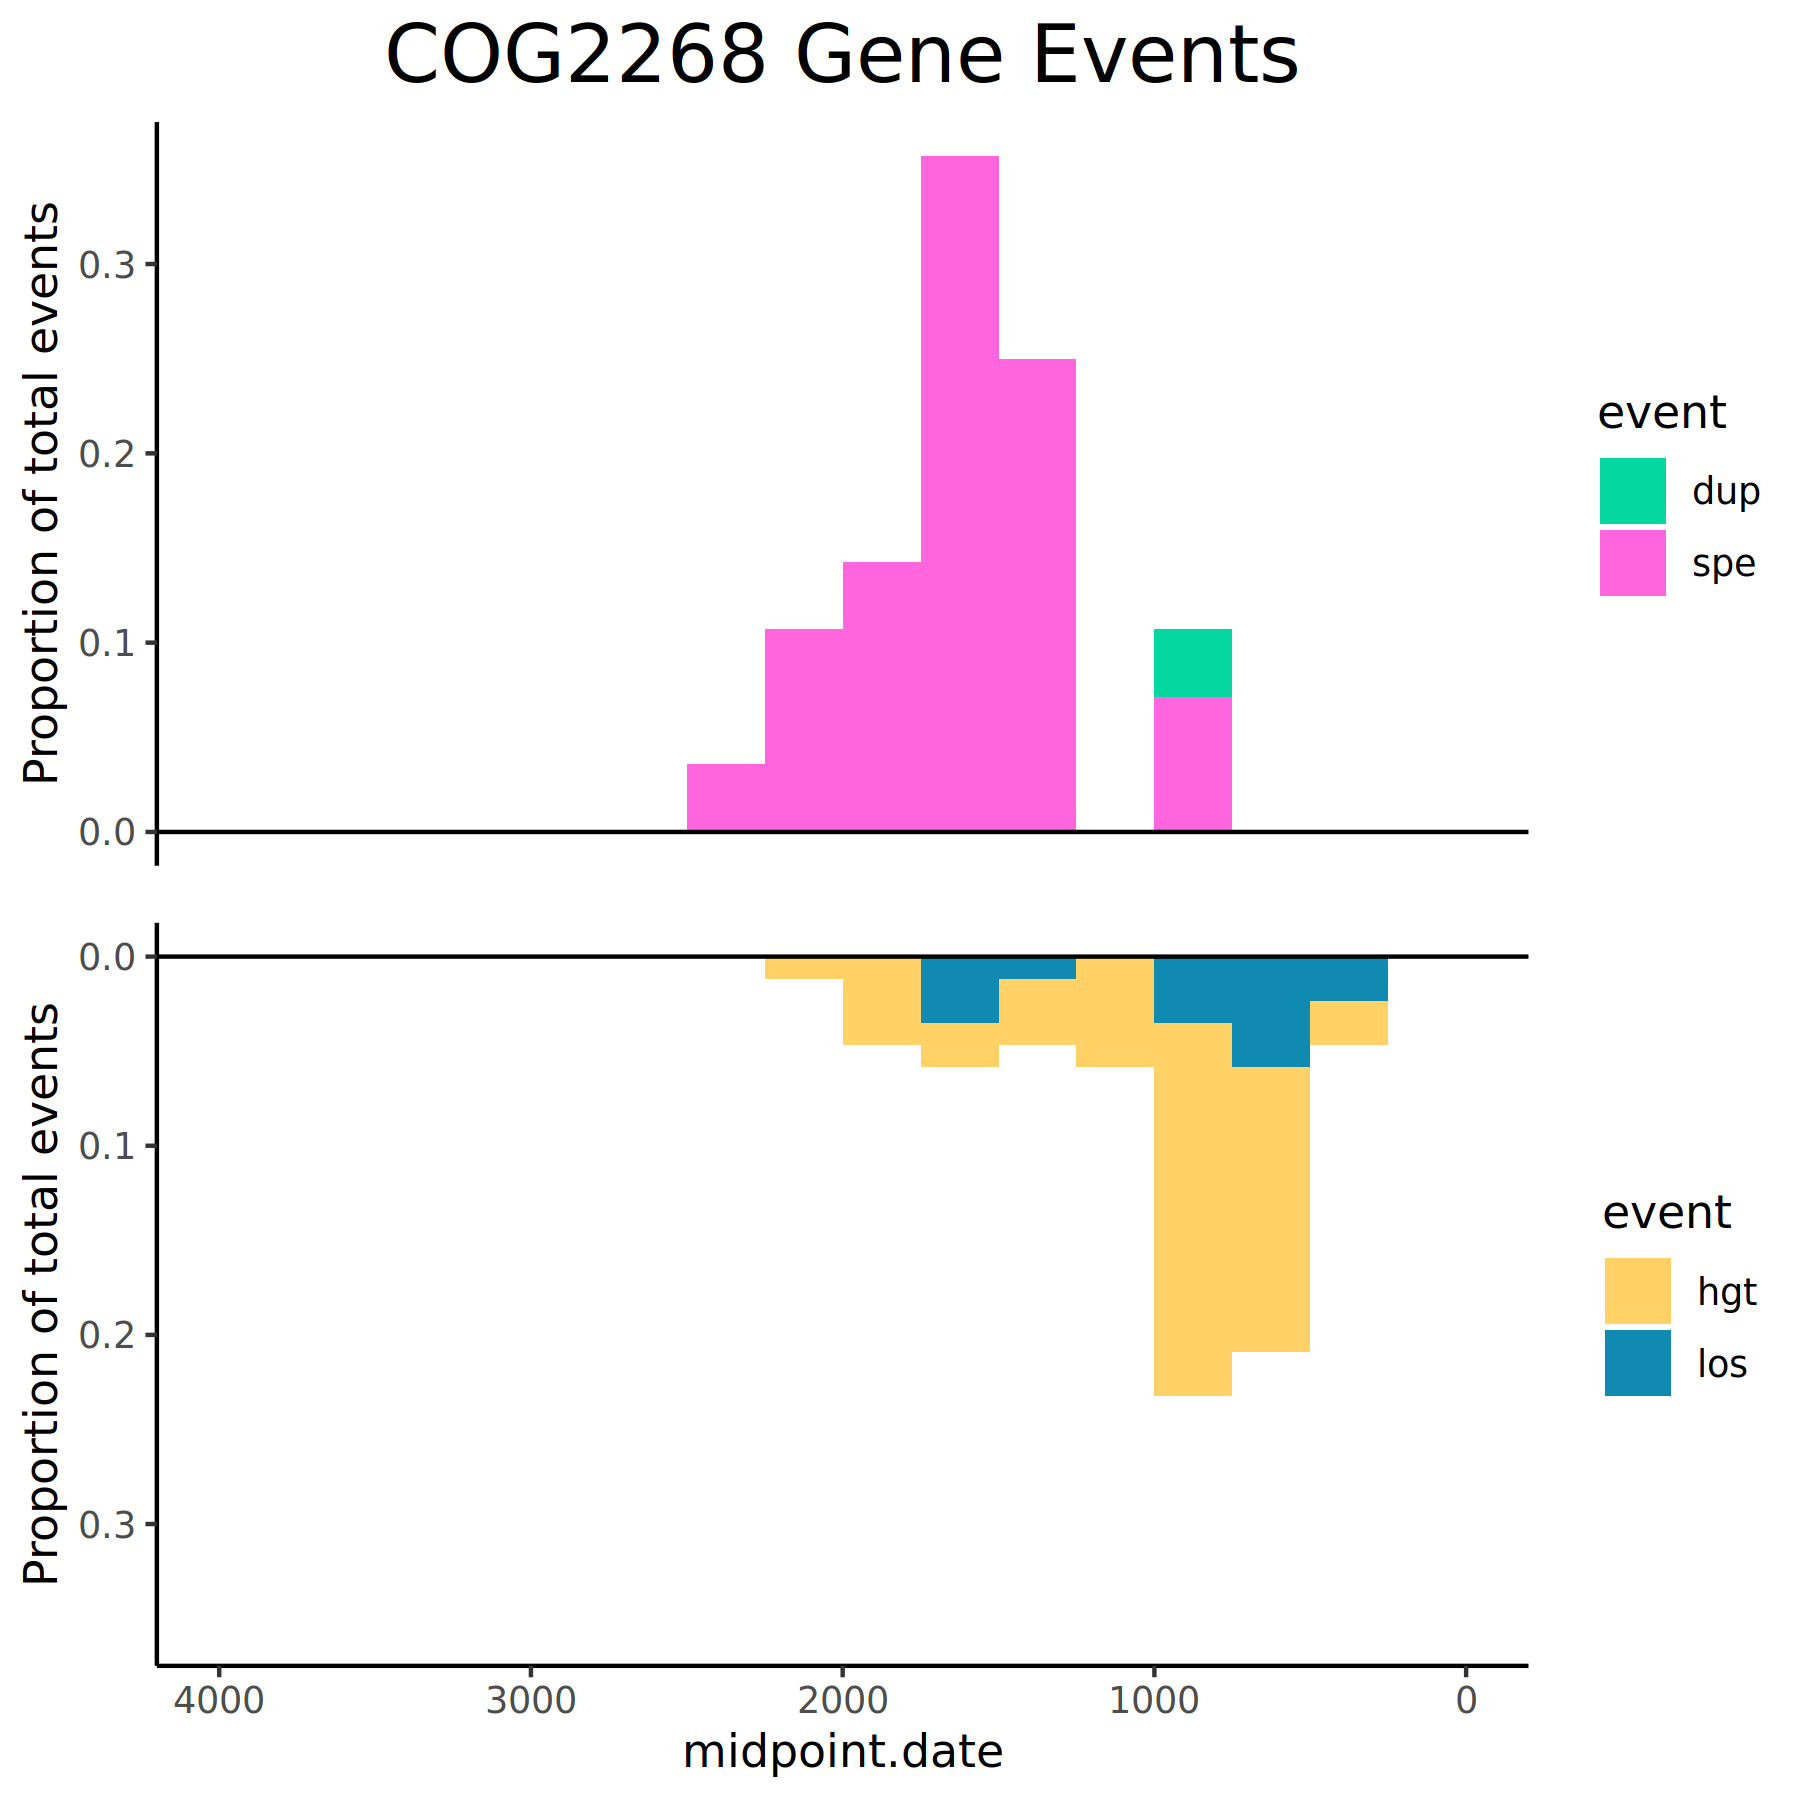 COG2268 Gene Events
Proportion of total events
0.3
0.2
0.1
0.0
event
dup
spe
Proportion of total events
0.0
0.1
0.2
0.3
event
hgt
los
4000 3000 2000 1000 0
midpoint.date